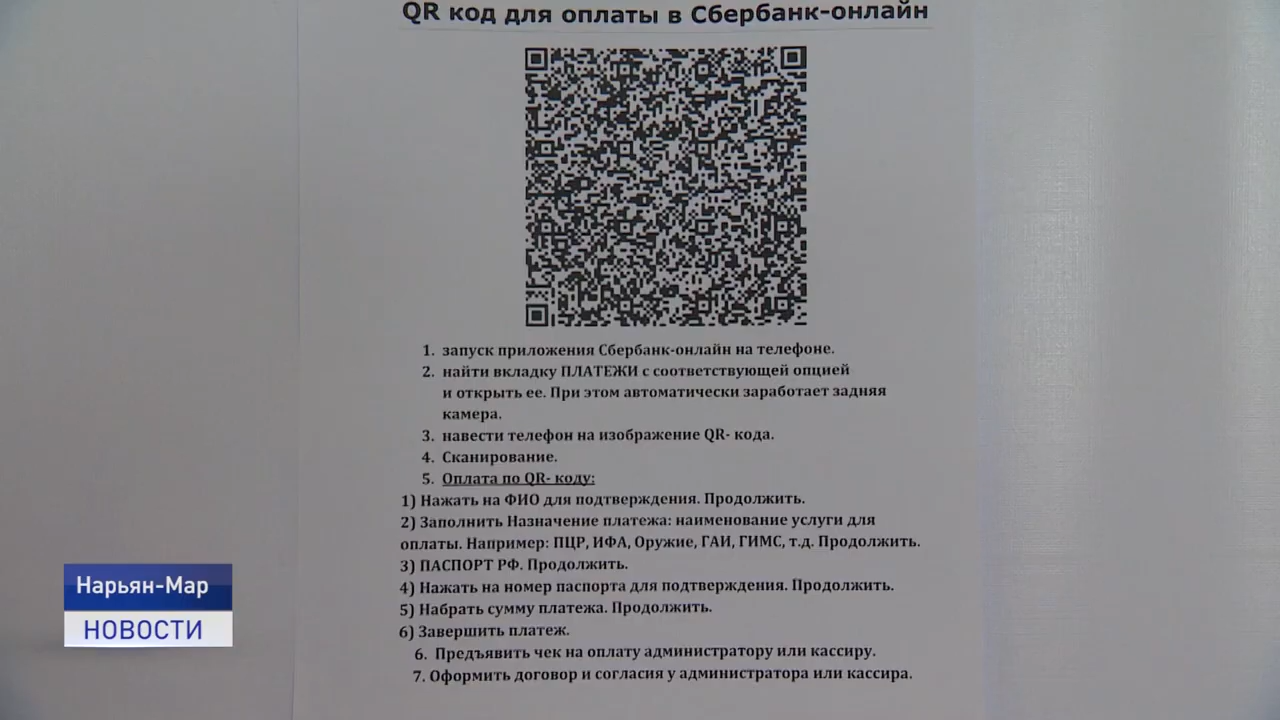 QR код для оплаты в Сбербанк-онлайн
1. запуск приложения Сбербанк-онлайн на телефоне.
2. найти вкладку ПЛАТЕЖИ с соответствующей опцией
и открыть ее. При этом автоматически заработает задняя
камера.
3. навести телефон на изображение QR- кода.
4. Сканирование.
5. Оплата по QR- коду:
1) Нажать на ФИО для подтверждения. Продолжить.
2) Заполнить Назначение платежа: наименование услуги для
оплаты. Например: ПЦР, ИФА, Оружие, ГАИ, ГИМС, т.д. Продолжить.
3) ПАСПОРТ РФ. Продолжить.
4) Нажать на номер паспорта для подтверждения. Продолжить.
5) Набрать сумму платежа. Продолжить.
6) Завершить платеж.
6. Предъявить чек на оплату администратору или кассиру.
7. Оформить договор и согласия у администратора или кассира.
Нарьян-Мар
НОВОСТИ